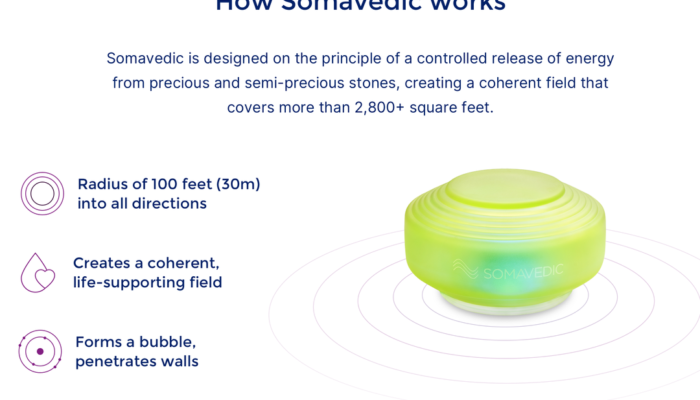 How Somavedic works
Somavedic is designed on the principle of a controlled release of energy
from precious and semi-precious stones, creating a coherent field that
covers more than 2,800+ square feet.
Radius of 100 feet (30m)
into all directions
SOMAVEDIC
Creates a coherent,
life-supporting field
Forms a bubble,
penetrates walls